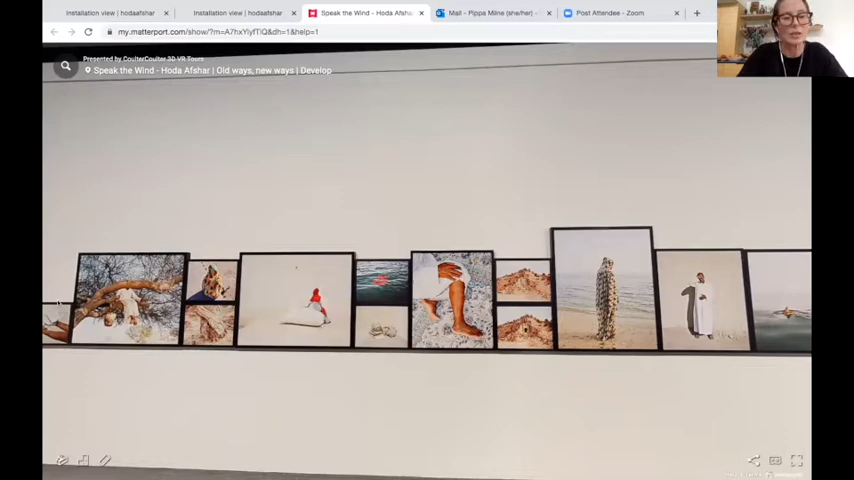 Installation view | hodaafshar
Installation view | hodaafshar
Speak the Wind - Hoda Afshar
Mail - Pippa Milne (she/her) -
Post Attendee - Zoom
my.matterport.com/show/?m=A7hxYiyfTiQ&dh=1&help=1
Presented by CoulterCoulter 3D VR Tours
Speak the Wind - Hoda Afshar | Old ways, new ways | Develop